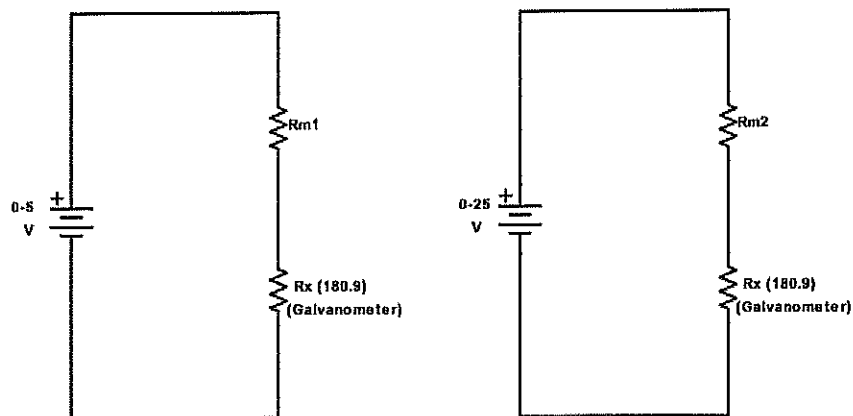 Rm1
+
0-5
V
Rx (180.9)
(Galvanometer)
Rm2
+
0-25
V
Rx (180.9)
(Galvanometer)